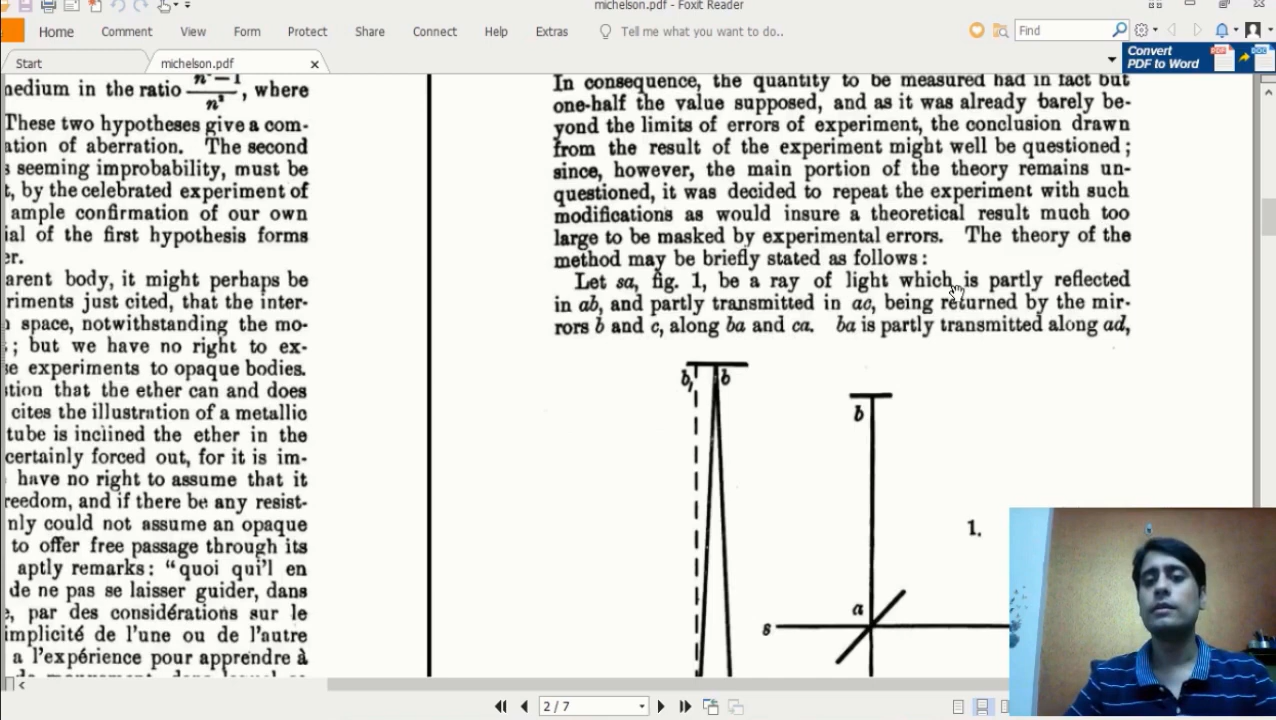 michelson.pdf - Foxit Reader
Home Comment View Form Protect Share Connect Help Extras Tell me what you want to do.. Find
Start michelson.pdf
Convert
PDF to Word
medium in the ratio n²−1/n², where
These two hypotheses give a com-
ation of aberration. The second
s seeming improbability, must be
t, by the celebrated experiment of
ample confirmation of our own
ial of the first hypothesis forms
er.
arent body, it might perhaps be
riments just cited, that the inter-
space, notwithstanding the mo-
; but we have no right to ex-
e experiments to opaque bodies.
tion that the ether can and does
cites the illustration of a metallic
tube is inclined the ether in the
certainly forced out, for it is im-
have no right to assume that it
reedom, and if there be any resist-
nly could not assume an opaque
to offer free passage through its
aptly remarks: "quoi qui'l en
de ne pas se laisser guider, dans
, par des considérations sur le
implicité de l'une ou de l'autre
a l'expérience pour apprendre à
In consequence, the quantity to be measured had in fact but
one-half the value supposed, and as it was already barely be-
yond the limits of errors of experiment, the conclusion drawn
from the result of the experiment might well be questioned;
since, however, the main portion of the theory remains un-
questioned, it was decided to repeat the experiment with such
modifications as would insure a theoretical result much too
large to be masked by experimental errors. The theory of the
method may be briefly stated as follows:
Let sa, fig. 1, be a ray of light which is partly reflected
in ab, and partly transmitted in ac, being returned by the mir-
rors b and c, along ba and ca. ba is partly transmitted along ad,
b, b
b
1.
a
s
2 / 7